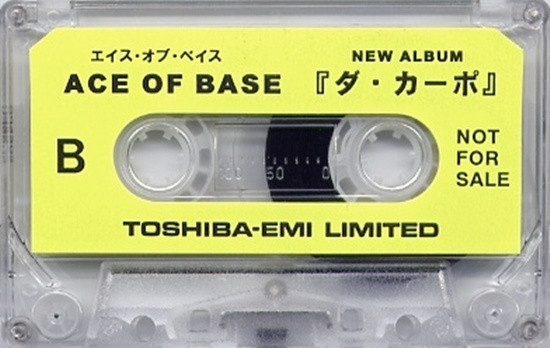 エイス・オブ・ベイス
ACE OF BASE
NEW ALBUM
『ダ・カーポ』
B
100 50 0
NOT
FOR
SALE
TOSHIBA-EMI LIMITED